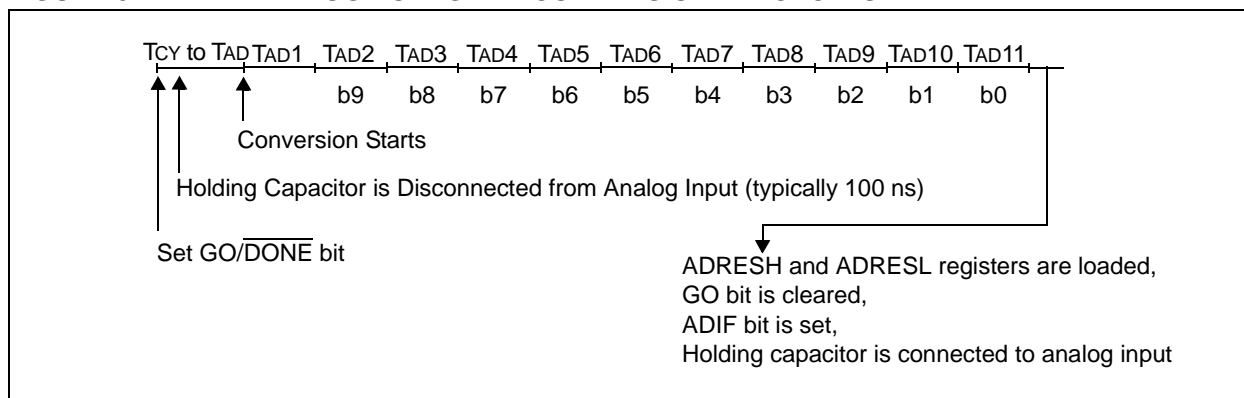 TCY to TAD TAD1 TAD2 TAD3 TAD4 TAD5 TAD6 TAD7 TAD8 TAD9 TAD10 TAD11
b9 b8 b7 b6 b5 b4 b3 b2 b1 b0
Conversion Starts
Holding Capacitor is Disconnected from Analog Input (typically 100 ns)
Set GO/DONE bit
ADRESH and ADRESL registers are loaded,
GO bit is cleared,
ADIF bit is set,
Holding capacitor is connected to analog input